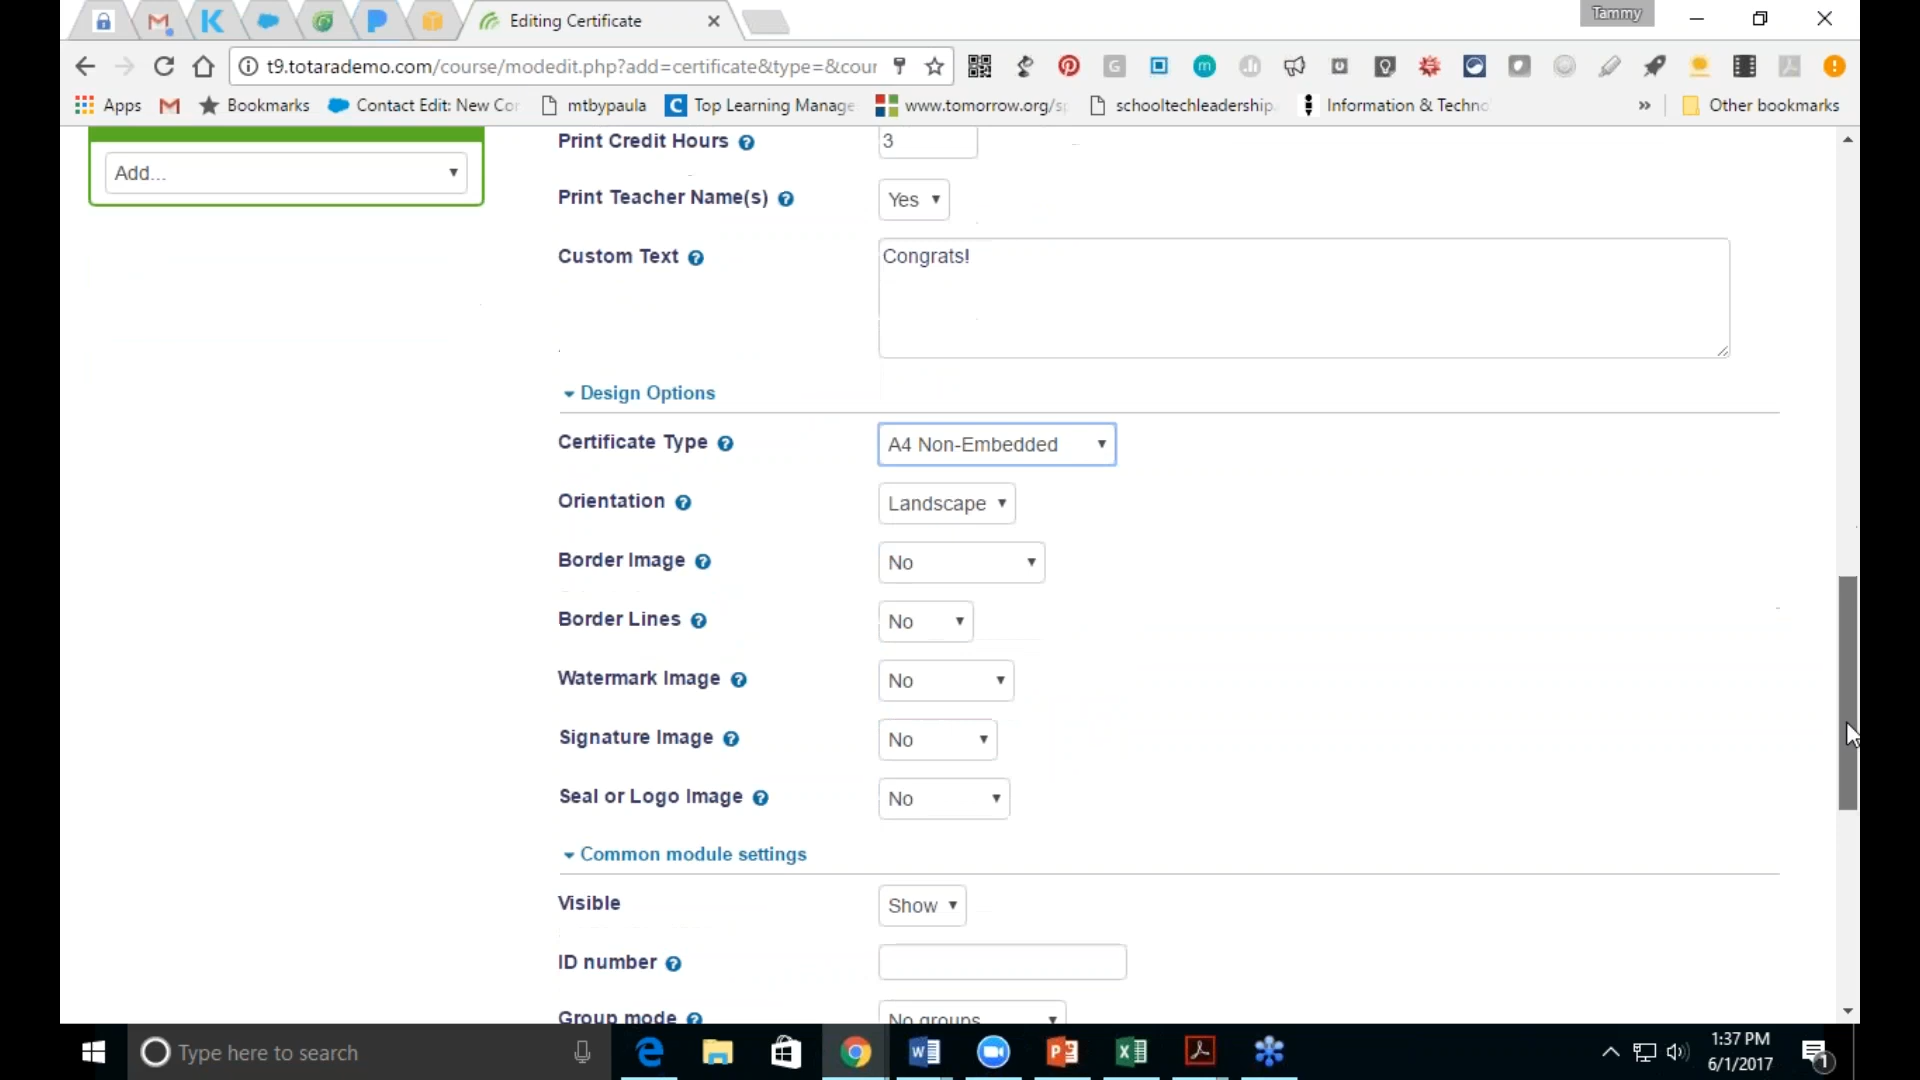 Editing Certificate
Tammy
t9.totarademo.com/course/modedit.php?add=certificate&type=&cour
Apps
Bookmarks
Contact Edit: New Cor
mtbypaula
Top Learning Manage
www.tomorrow.org/sp
schooltechleadership.
Information & Techno
»
Other bookmarks
Add...
Print Credit Hours
3
Print Teacher Name(s)
Yes
Custom Text
Congrats!
Design Options
Certificate Type
A4 Non-Embedded
Orientation
Landscape
Border Image
No
Border Lines
No
Watermark Image
No
Signature Image
No
Seal or Logo Image
No
Common module settings
Visible
Show
ID number
Group mode
No groups
Type here to search
1:37 PM
6/1/2017
1